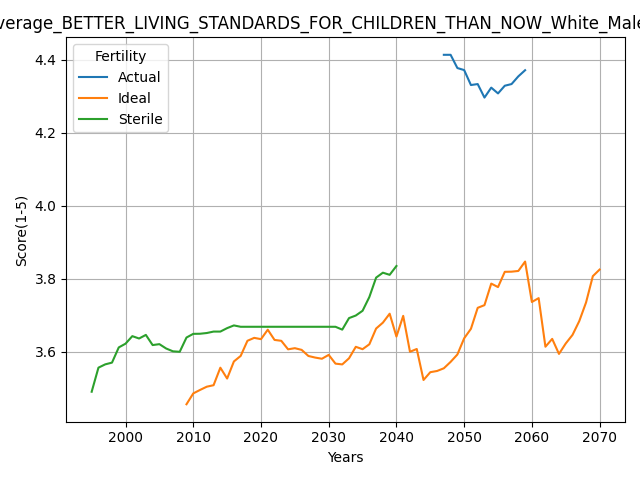 verage_BETTER_LIVING_STANDARDS_FOR_CHILDREN_THAN_NOW_White_Male
Fertility
Actual
Ideal
Sterile
4.4
4.2
4.0
3.8
3.6
Score(1-5)
2000 2010 2020 2030 2040 2050 2060 2070
Years